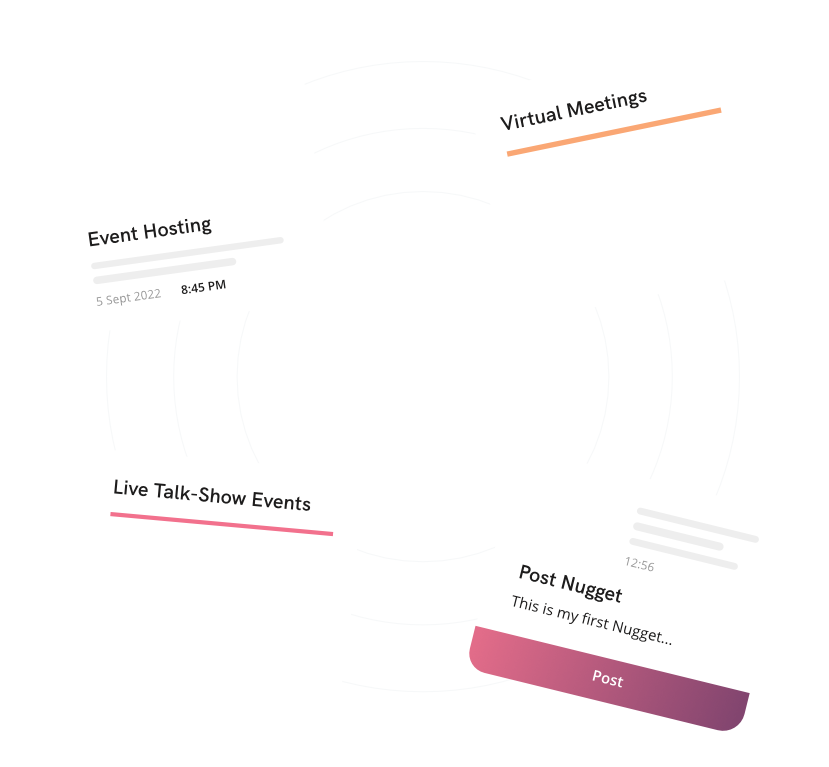 Virtual Meetings
Event Hosting
5 Sept 2022 8:45 PM
Live Talk-Show Events
12:56
Post Nugget
This is my first Nugget...
Post